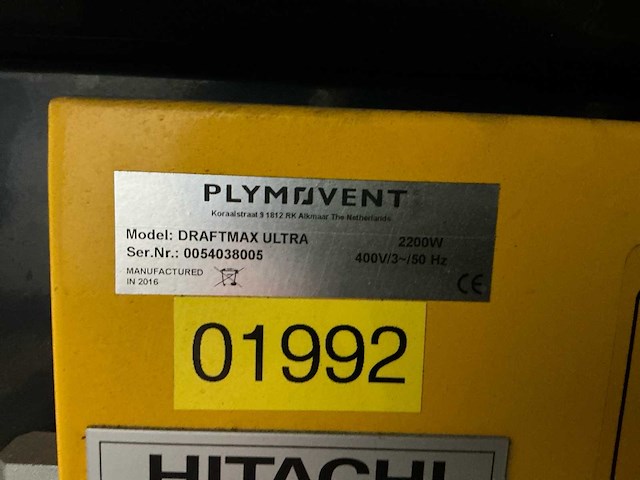 PLYMOVENT
Koraalstraat 9 1812 RK Alkmaar The Netherlands
Model: DRAFTMAX ULTRA 2200W
Ser.Nr.: 0054038005 400V/3~/50 Hz
MANUFACTURED
IN 2016
CE
01992
HITACHI